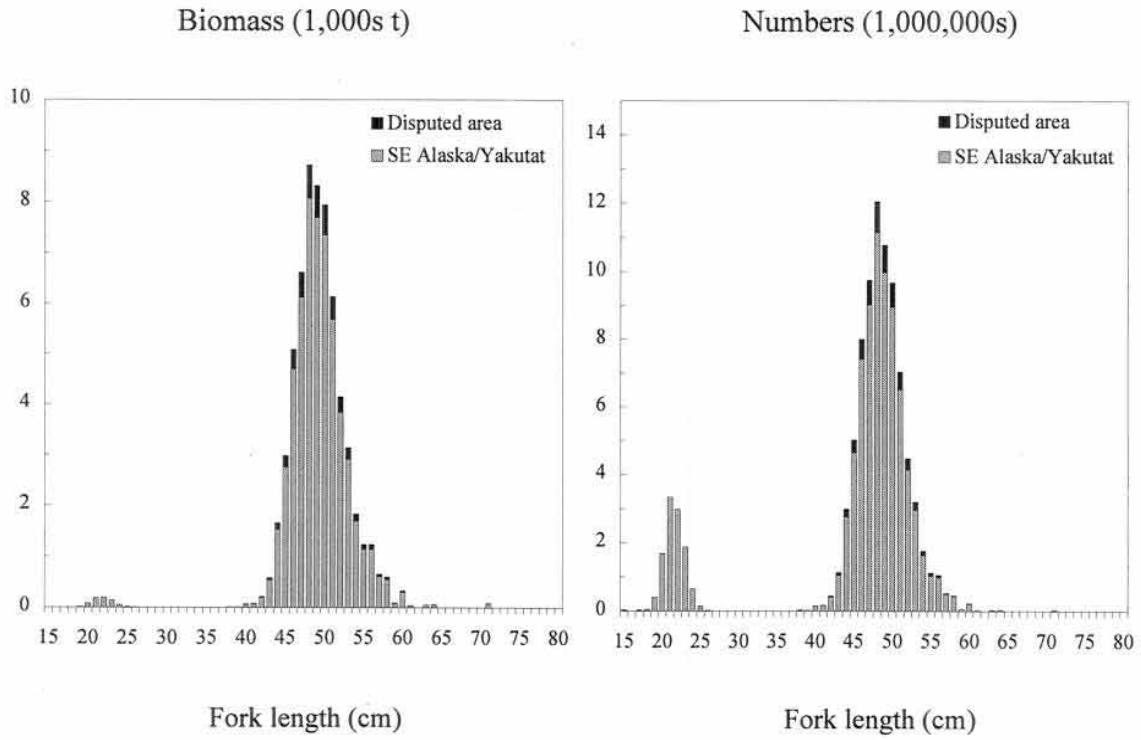 Biomass (1,000s t)
Numbers (1,000,000s)
10
8
6
4
2
0
Disputed area
SE Alaska/Yakutat
15 20 25 30 35 40 45 50 55 60 65 70 75 80
Fork length (cm)
14
12
10
8
6
4
2
0
Disputed area
SE Alaska/Yakutat
15 20 25 30 35 40 45 50 55 60 65 70 75 80
Fork length (cm)